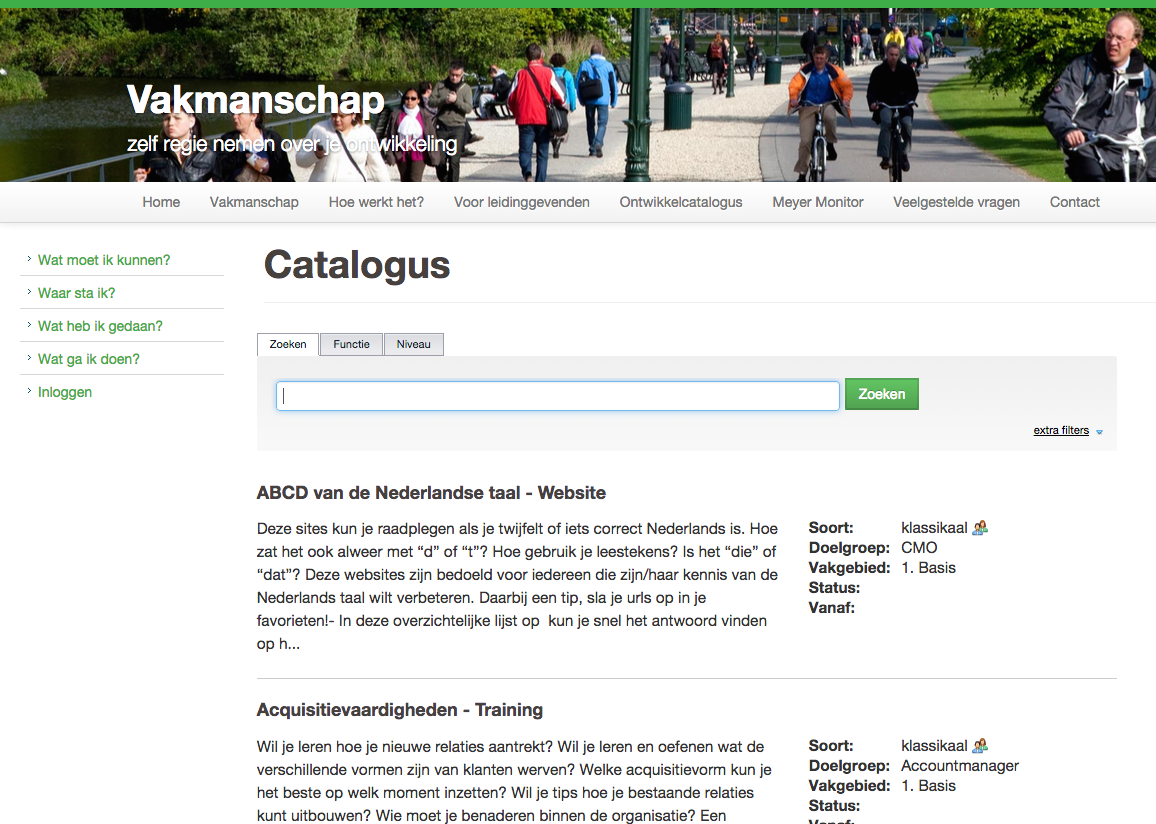 Vakmanschap
zelf regie nemen over je ontwikkeling
Home Vakmanschap Hoe werkt het? Voor leidinggevenden Ontwikkelcatalogus Meyer Monitor Veelgestelde vragen Contact
Wat moet ik kunnen?
Waar sta ik?
Wat heb ik gedaan?
Wat ga ik doen?
Inloggen
Catalogus
Zoeken Functie Niveau
Zoeken
extra filters
ABCD van de Nederlandse taal - Website
Deze sites kun je raadplegen als je twijfelt of iets correct Nederlands is. Hoe
zat het ook alweer met “d” of “t”? Hoe gebruik je leestekens? Is het “die” of
“dat”? Deze websites zijn bedoeld voor iedereen die zijn/haar kennis van de
Nederlands taal wilt verbeteren. Daarbij een tip, sla je urls op in je
favorieten!- In deze overzichtelijke lijst op  kun je snel het antwoord vinden
op h...
Soort: klassikaal
Doelgroep: CMO
Vakgebied: 1. Basis
Status:
Vanaf:
Acquisitievaardigheden - Training
Wil je leren hoe je nieuwe relaties aantrekt? Wil je leren en oefenen wat de
verschillende vormen zijn van klanten werven? Welke acquisitievorm kun je
het beste op welk moment inzetten? Wil je tips hoe je bestaande relaties
kunt uitbouwen? Wie moet je benaderen binnen de organisatie? Een
Soort: klassikaal
Doelgroep: Accountmanager
Vakgebied: 1. Basis
Status:
Vanaf: